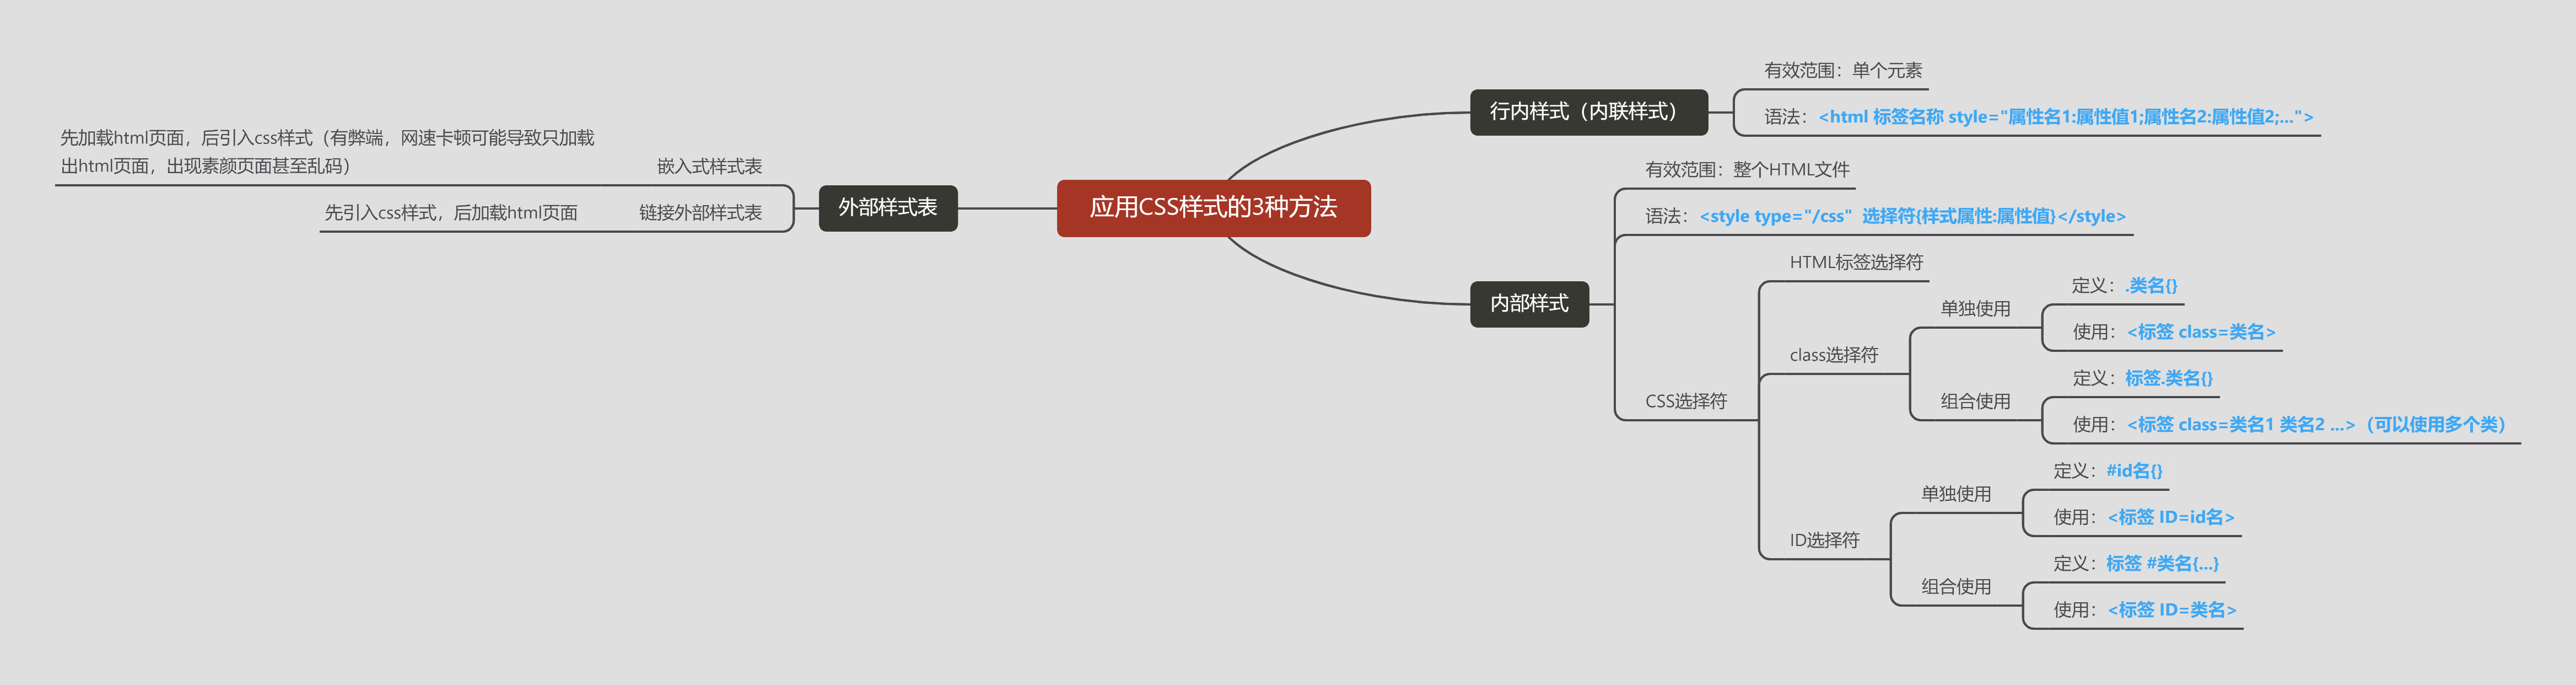 应用CSS样式的3种方法
行内样式（内联样式）
有效范围：单个元素
语法：<html 标签名称 style="属性名1:属性值1;属性名2:属性值2;...">
内部样式
有效范围：整个HTML文件
语法：<style type="/css"  选择符{样式属性:属性值}</style>
CSS选择符
HTML标签选择符
class选择符
单独使用
定义：.类名{}
使用：<标签 class=类名>
组合使用
定义：标签.类名{}
使用：<标签 class=类名1 类名2 ...>（可以使用多个类）
ID选择符
单独使用
定义：#id名{}
使用：<标签 ID=id名>
组合使用
定义：标签 #类名{...}
使用：<标签 ID=类名>
外部样式表
嵌入式样式表
先加载html页面，后引入css样式（有弊端，网速卡顿可能导致只加载
出html页面，出现素颜页面甚至乱码）
链接外部样式表
先引入css样式，后加载html页面